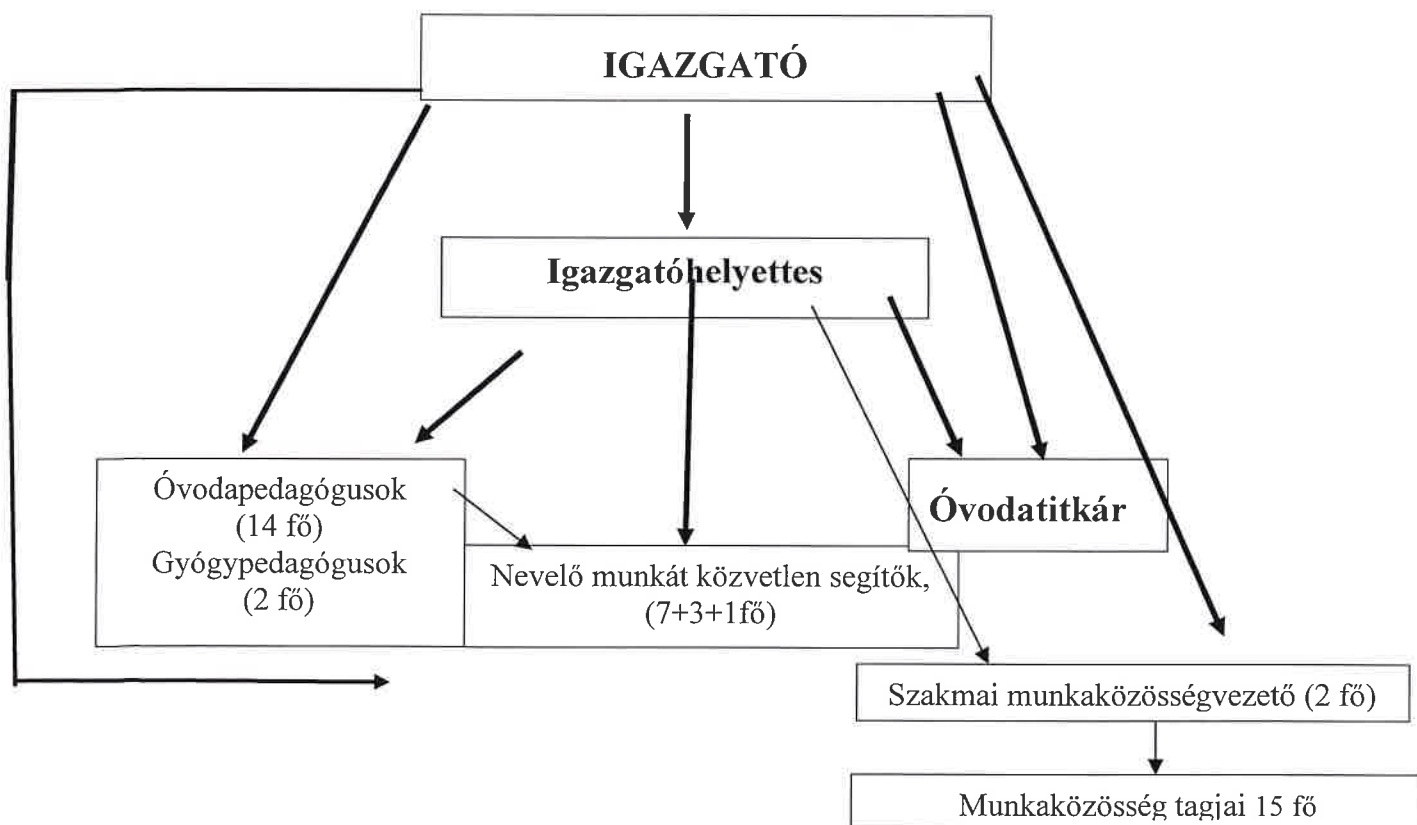 IGAZGATÓ
Igazgatóhelyettes
Óvodapedagógusok
(14 fő)
Gyógypedagógusok
(2 fő)
Nevelő munkát közvetlen segítők,
(7+3+1fő)
Óvodatitkár
Szakmai munkaközösségvezető (2 fő)
Munkaközösség tagjai 15 fő